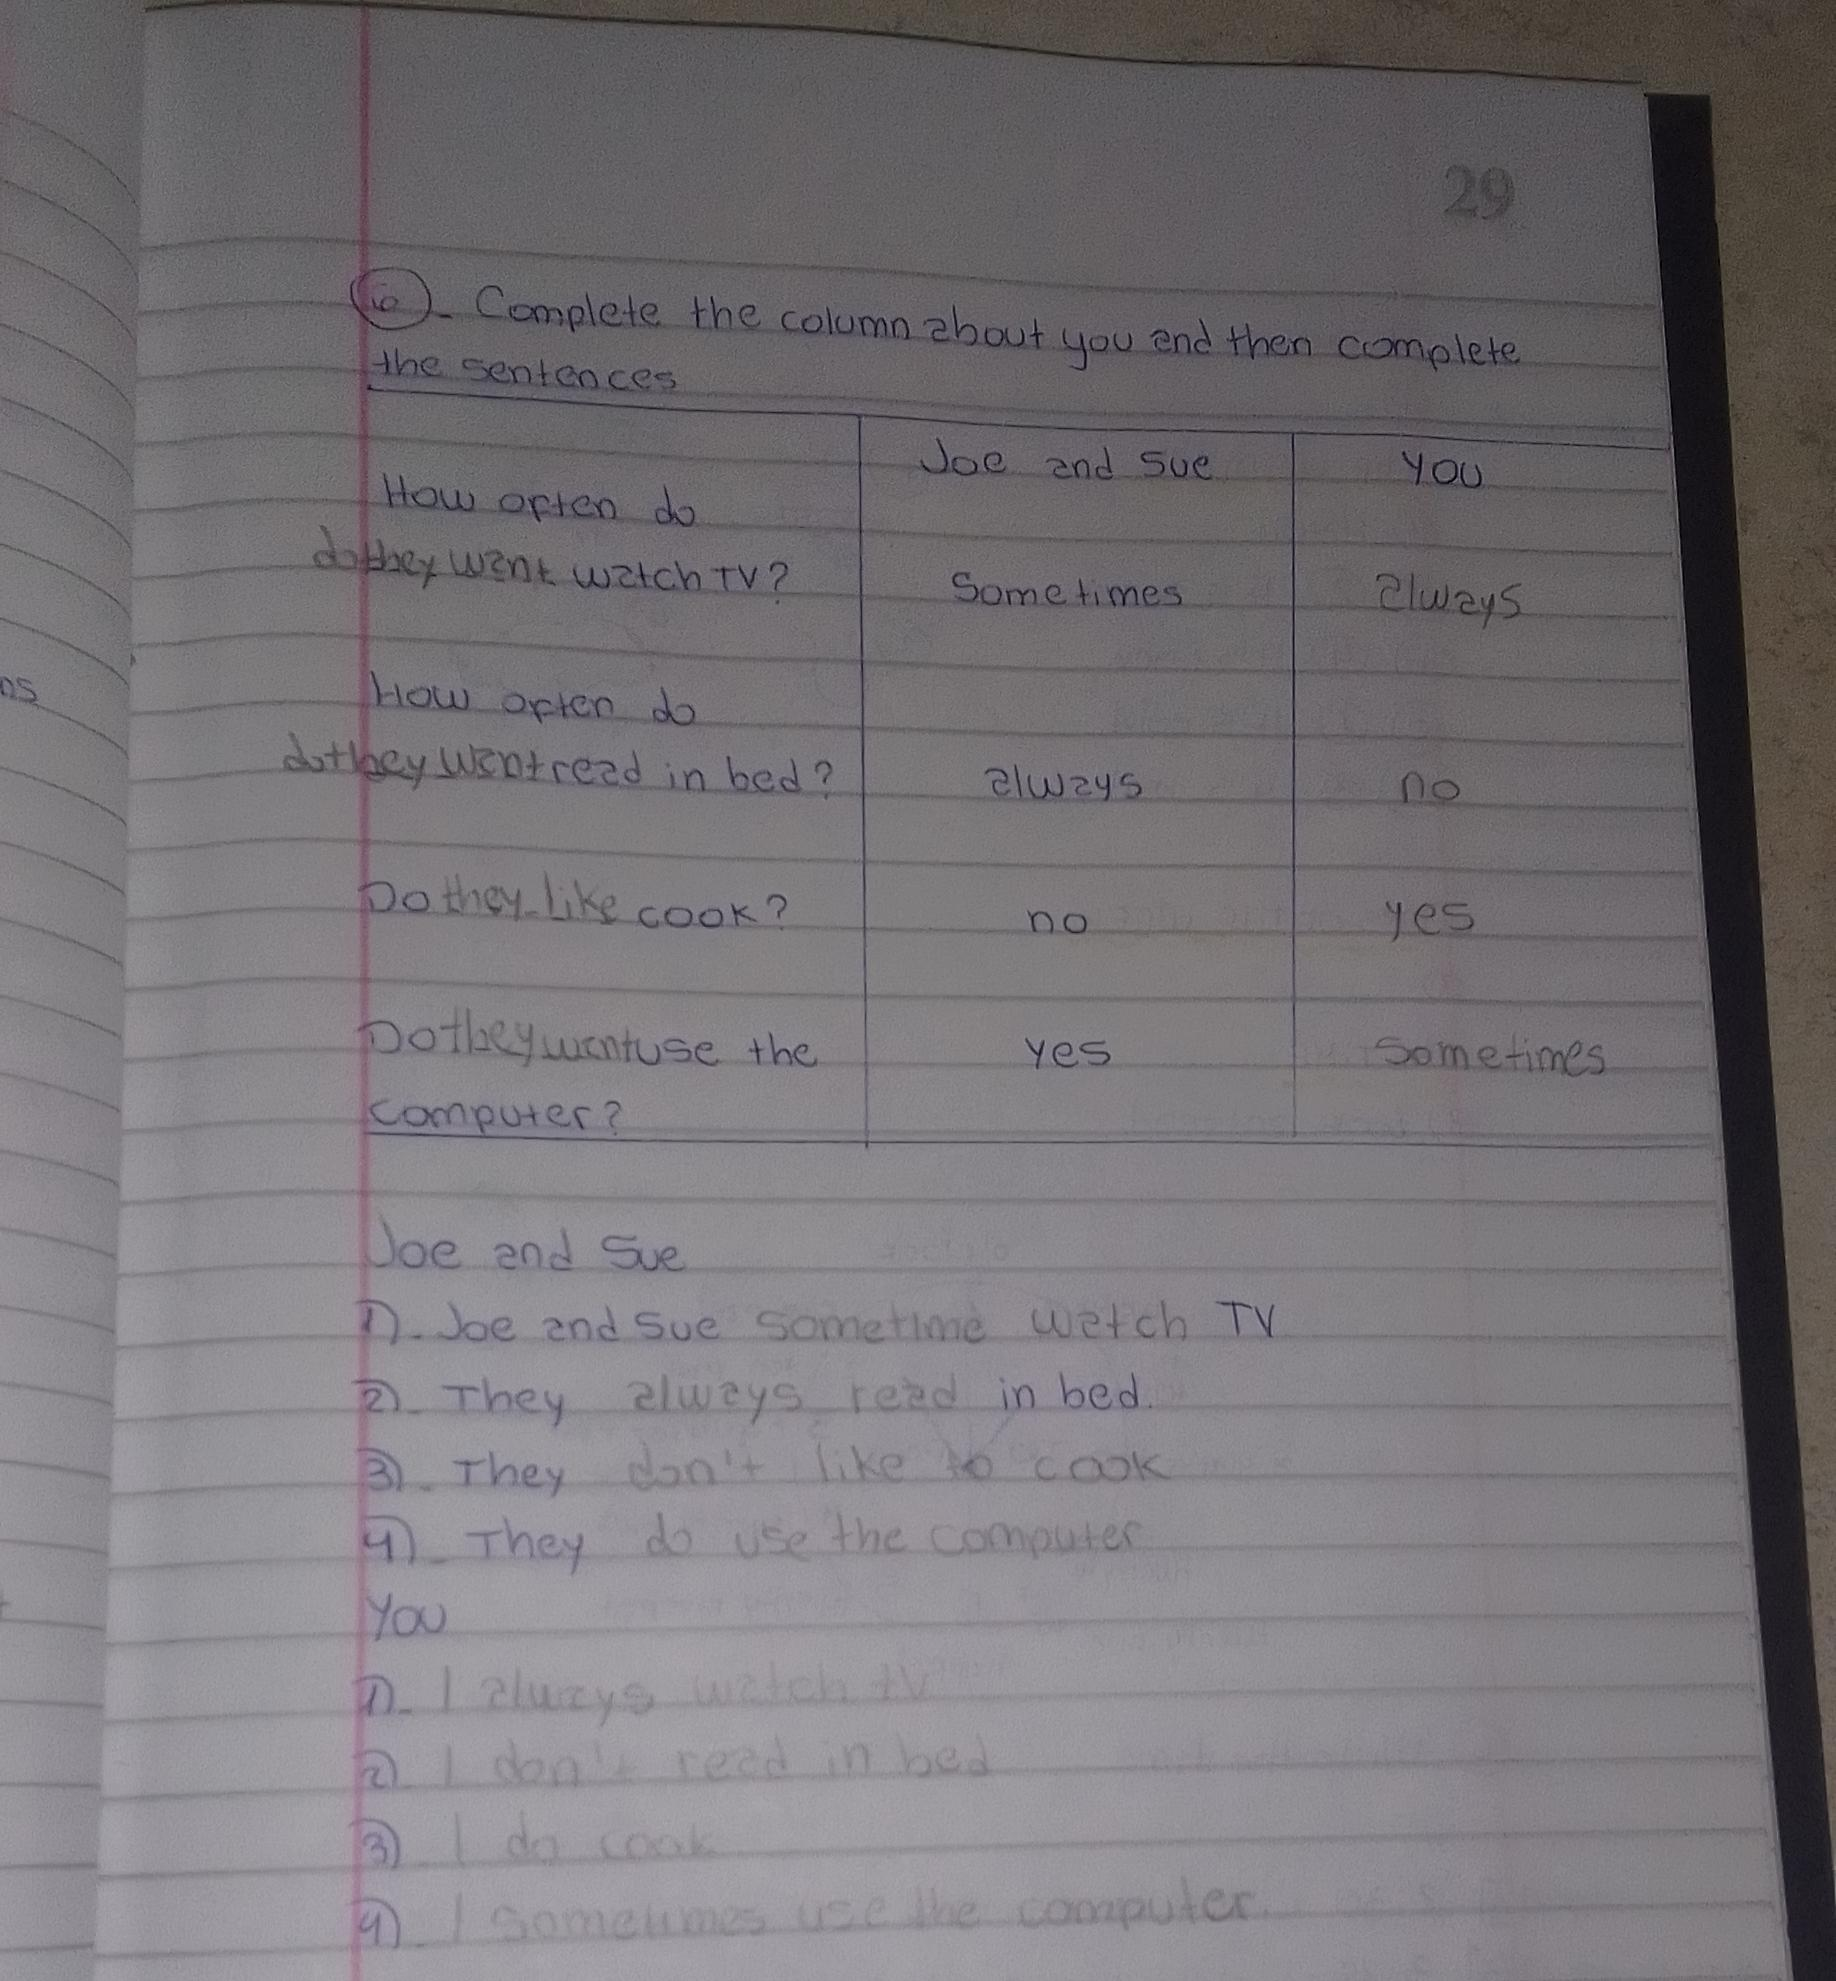 29
10. Complete the column about you and then complete
the sentences
Joe and Sue YOU
How often do
do they want watch TV? Sometimes always
How often do
do they want read in bed? always no
ns
Do they like cook? no yes
Do they want use the yes Sometimes
computer?
Joe and Sue
1). Joe and Sue sometime watch TV
2). They always read in bed.
3). They don't like to cook
4). They do use the computer
You
1). I always watch tv
2) I don't read in bed
3) I do cook
4) I sometimes use the computer.